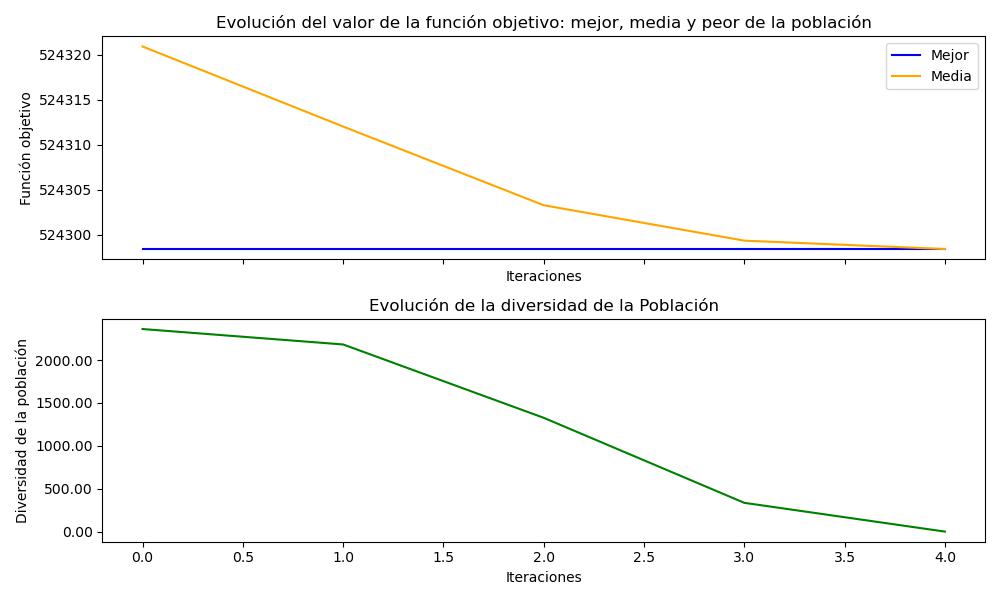 Evolución del valor de la función objetivo: mejor, media y peor de la población
Función objetivo
524320
524315
524310
524305
524300
Mejor
Media
Iteraciones
Evolución de la diversidad de la Población
Diversidad de la población
2000.00
1500.00
1000.00
500.00
0.00
0.0 0.5 1.0 1.5 2.0 2.5 3.0 3.5 4.0
Iteraciones